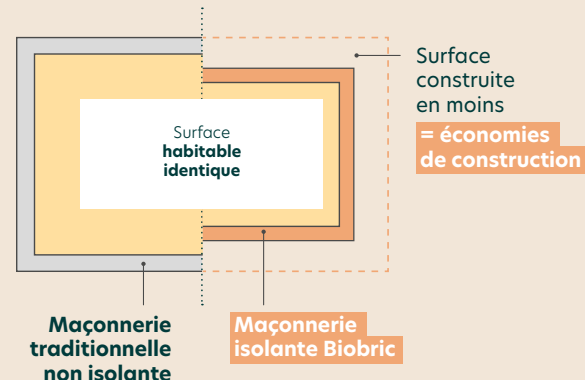 Surface
construite
en moins
= économies
de construction
Surface
habitable
identique
Maçonnerie
traditionnelle
non isolante
Maçonnerie
isolante Biobric